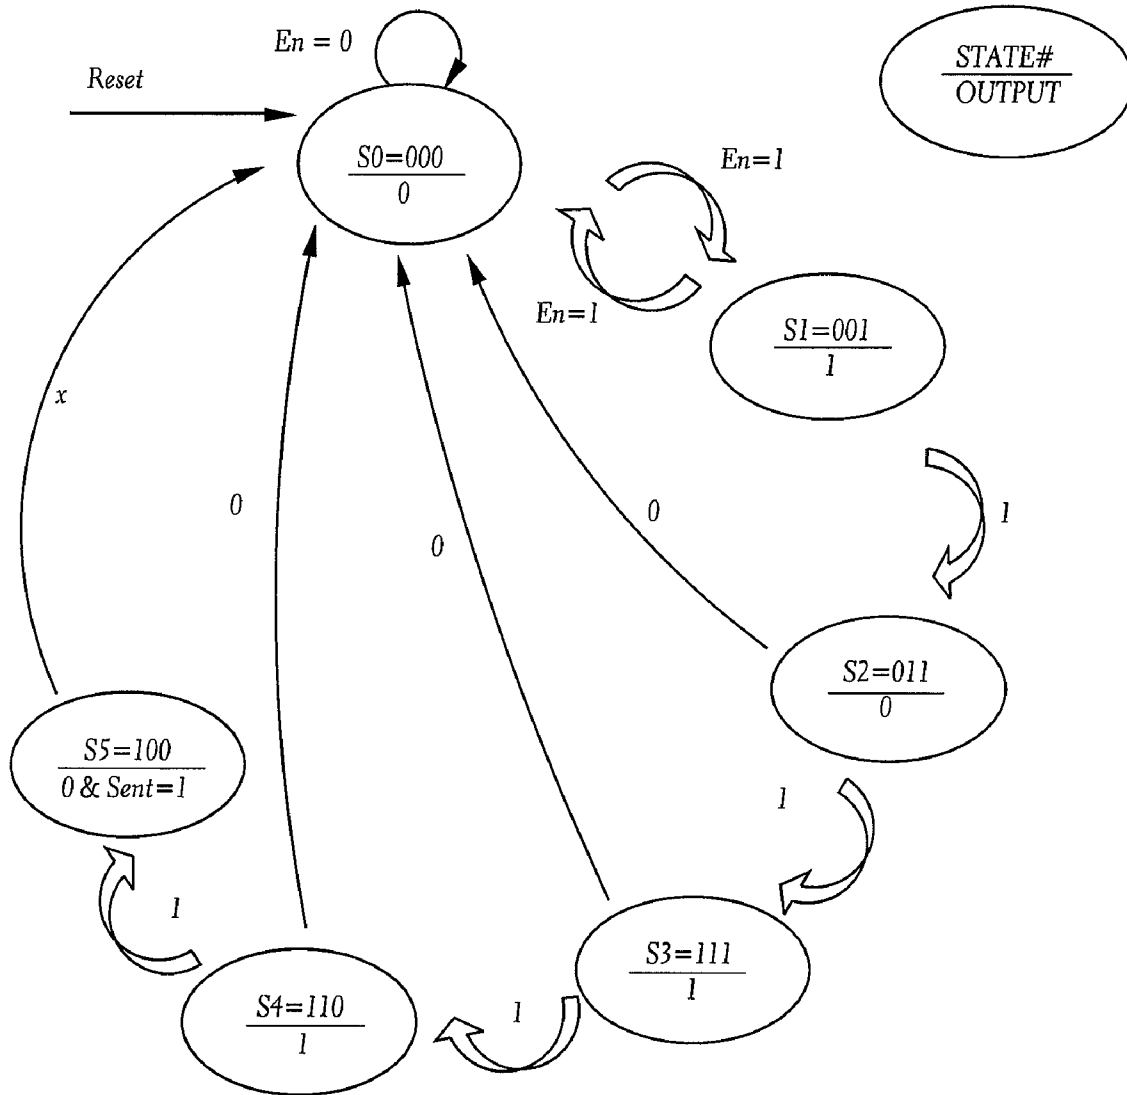 En = 0
Reset
STATE#
OUTPUT
S0=000
0
En=1
En=1
S1=001
1
x
0
0
0
1
S2=011
0
S5=100
0 & Sent=1
1
1
S3=111
1
1
S4=110
1